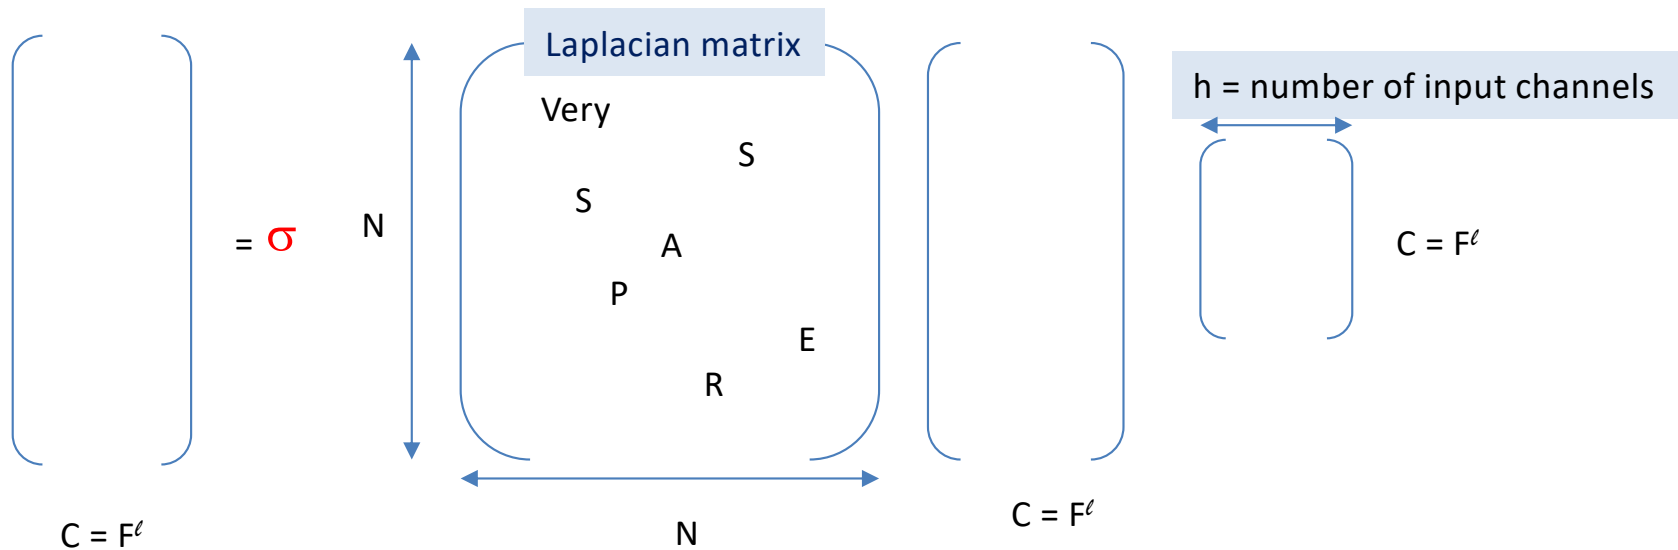 Laplacian matrix
h = number of input channels
Very
S
S
N
= σ
A
C = Fℓ
P
E
R
C = Fℓ
N
C = Fℓ